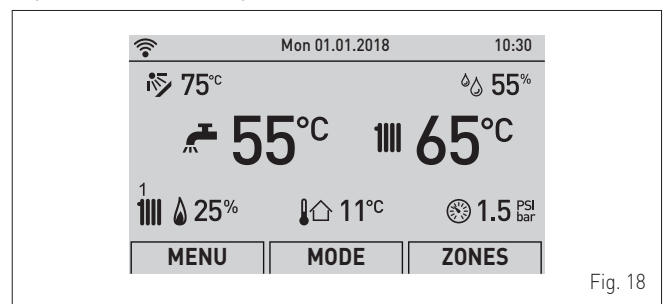 Mon 01.01.2018 10:30
75°C 55%
55°C 65°C
1
25% 11°C 1.5 PSI bar
MENU MODE ZONES
Fig. 18